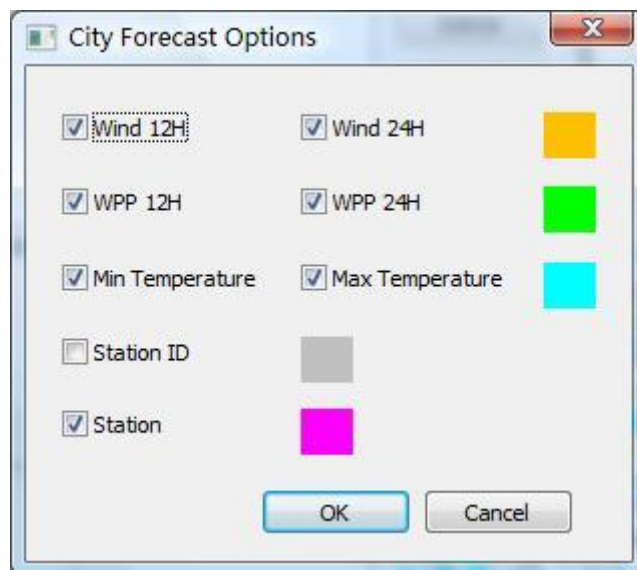 City Forecast Options
Wind 12H Wind 24H
WPP 12H WPP 24H
Min Temperature Max Temperature
Station ID
Station
OK Cancel